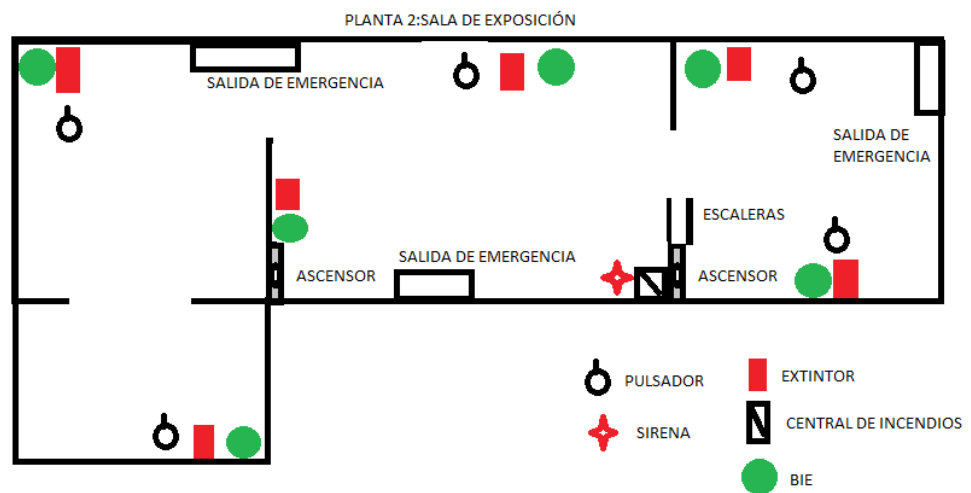 PLANTA 2:SALA DE EXPOSICIÓN
SALIDA DE EMERGENCIA
SALIDA DE
EMERGENCIA
ESCALERAS
ASCENSOR
SALIDA DE EMERGENCIA
ASCENSOR
PULSADOR
EXTINTOR
SIRENA
CENTRAL DE INCENDIOS
BIE